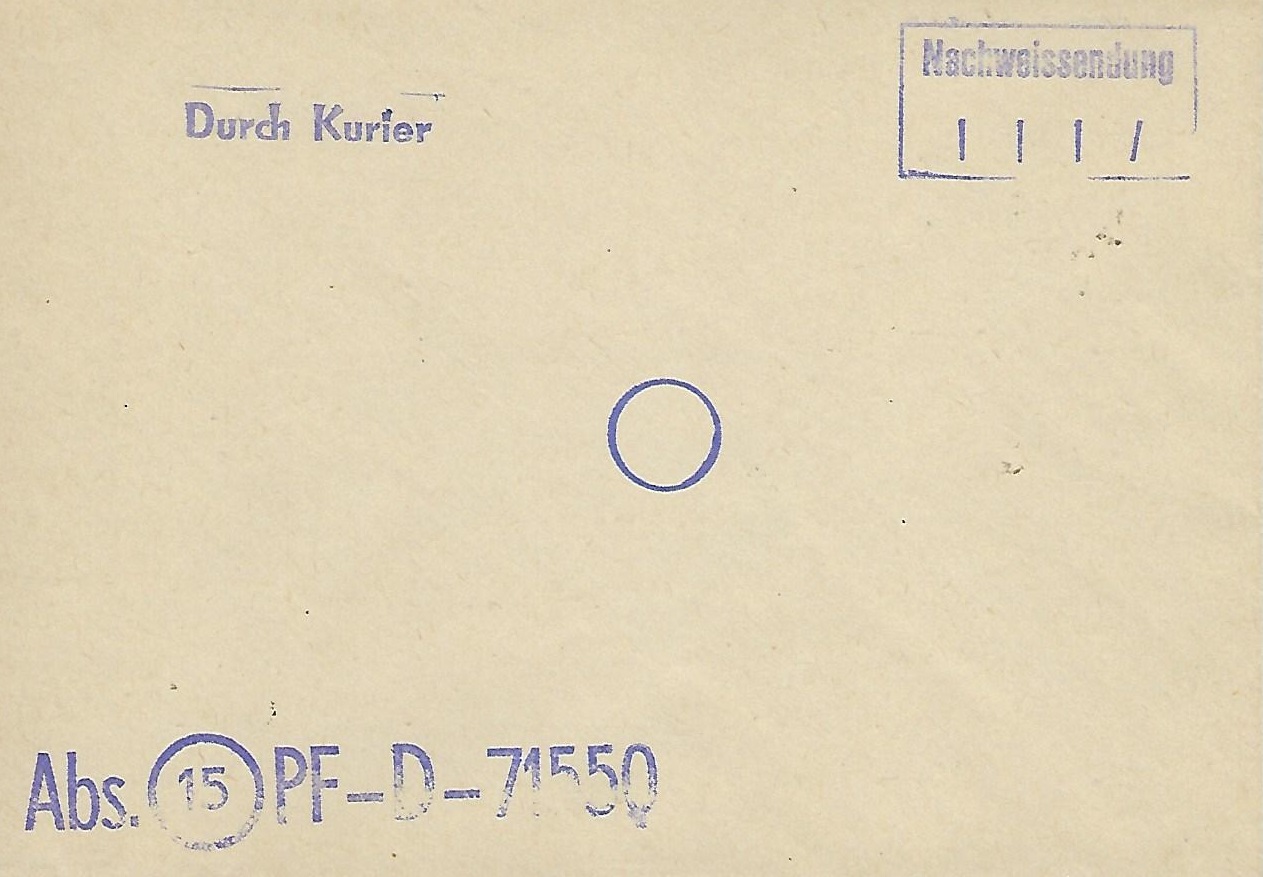 Nachweissendung
Durch Kurier
Abs. 15 PF-D-71550